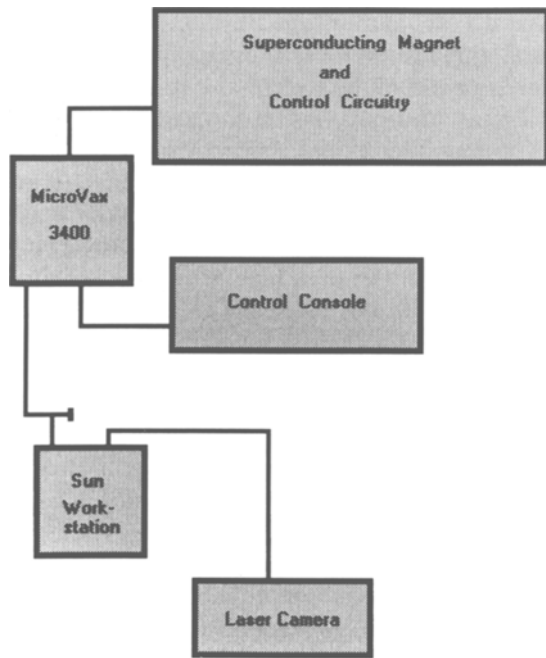 Superconducting Magnet
and
Control Circuitry
MicroVax
3400
Control Console
Sun
Work-
station
Laser Camera